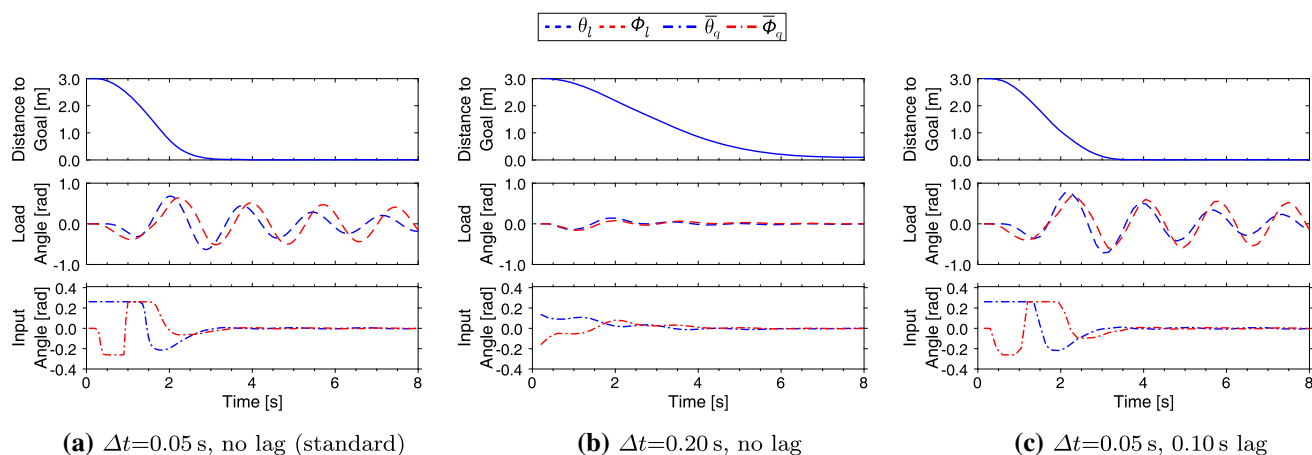 θ_l Φ_l θ̅_q Φ̅_q
Distance to Goal [m]
3.0
2.0
1.0
0.0
Load Angle [rad]
1.0
0.0
-1.0
Input Angle [rad]
0.4
0.2
0.0
-0.2
-0.4
0 2 4 6 8
Time [s]
(a) Δt=0.05 s, no lag (standard)
Distance to Goal [m]
3.0
2.0
1.0
0.0
Load Angle [rad]
1.0
0.0
-1.0
Input Angle [rad]
0.4
0.2
0.0
-0.2
-0.4
0 2 4 6 8
Time [s]
(b) Δt=0.20 s, no lag
Distance to Goal [m]
3.0
2.0
1.0
0.0
Load Angle [rad]
1.0
0.0
-1.0
Input Angle [rad]
0.4
0.2
0.0
-0.2
-0.4
0 2 4 6 8
Time [s]
(c) Δt=0.05 s, 0.10 s lag